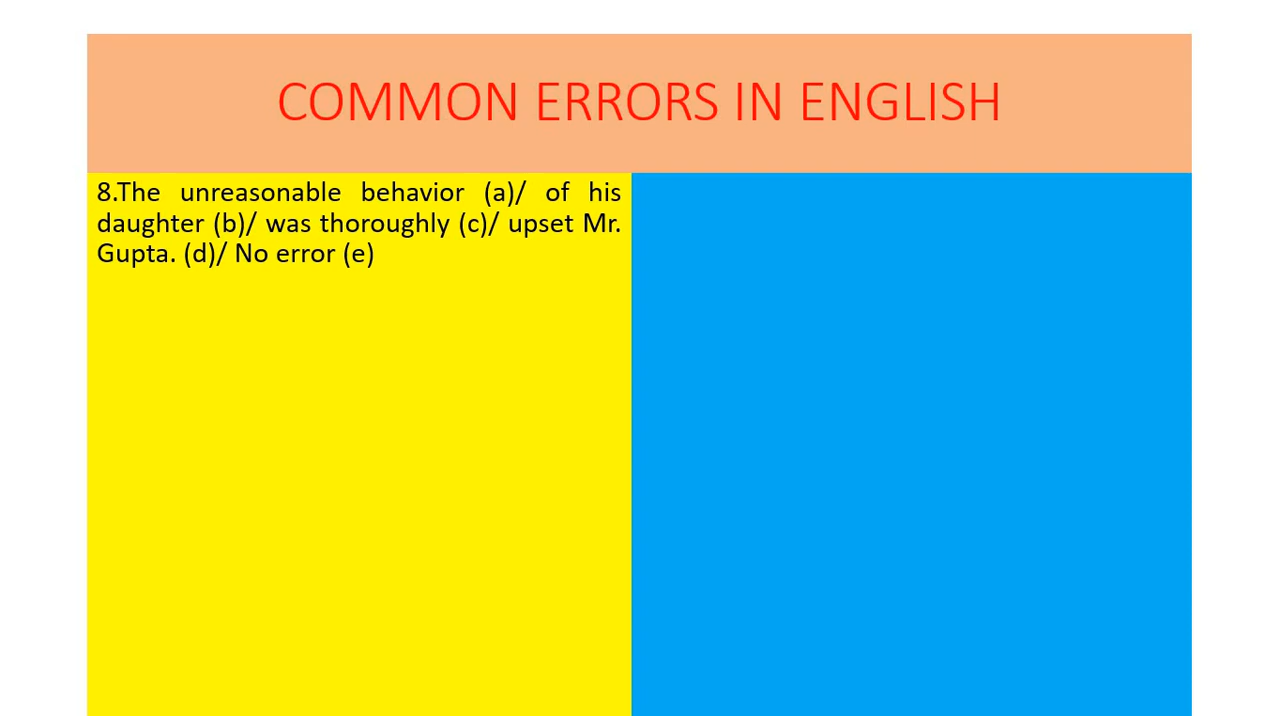 COMMON ERRORS IN ENGLISH
8.The unreasonable behavior (a)/ of his
daughter (b)/ was thoroughly (c)/ upset Mr.
Gupta. (d)/ No error (e)